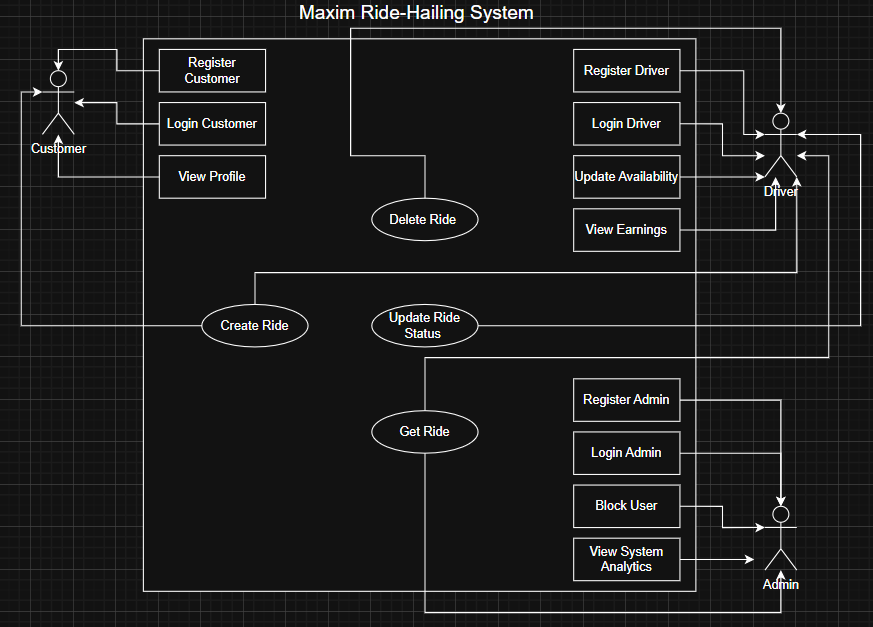 Maxim Ride-Hailing System
Register
Customer
Login Customer
View Profile
Customer
Register Driver
Login Driver
Update Availability
View Earnings
Driver
Delete Ride
Create Ride
Update Ride
Status
Get Ride
Register Admin
Login Admin
Block User
View System
Analytics
Admin